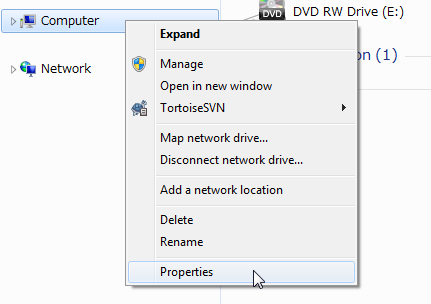 Computer
DVD RW Drive (E:)
DVD
Expand
on (1)
Manage
Network
Open in new window
TortoiseSVN
Map network drive...
Disconnect network drive...
Add a network location
Delete
Rename
Properties